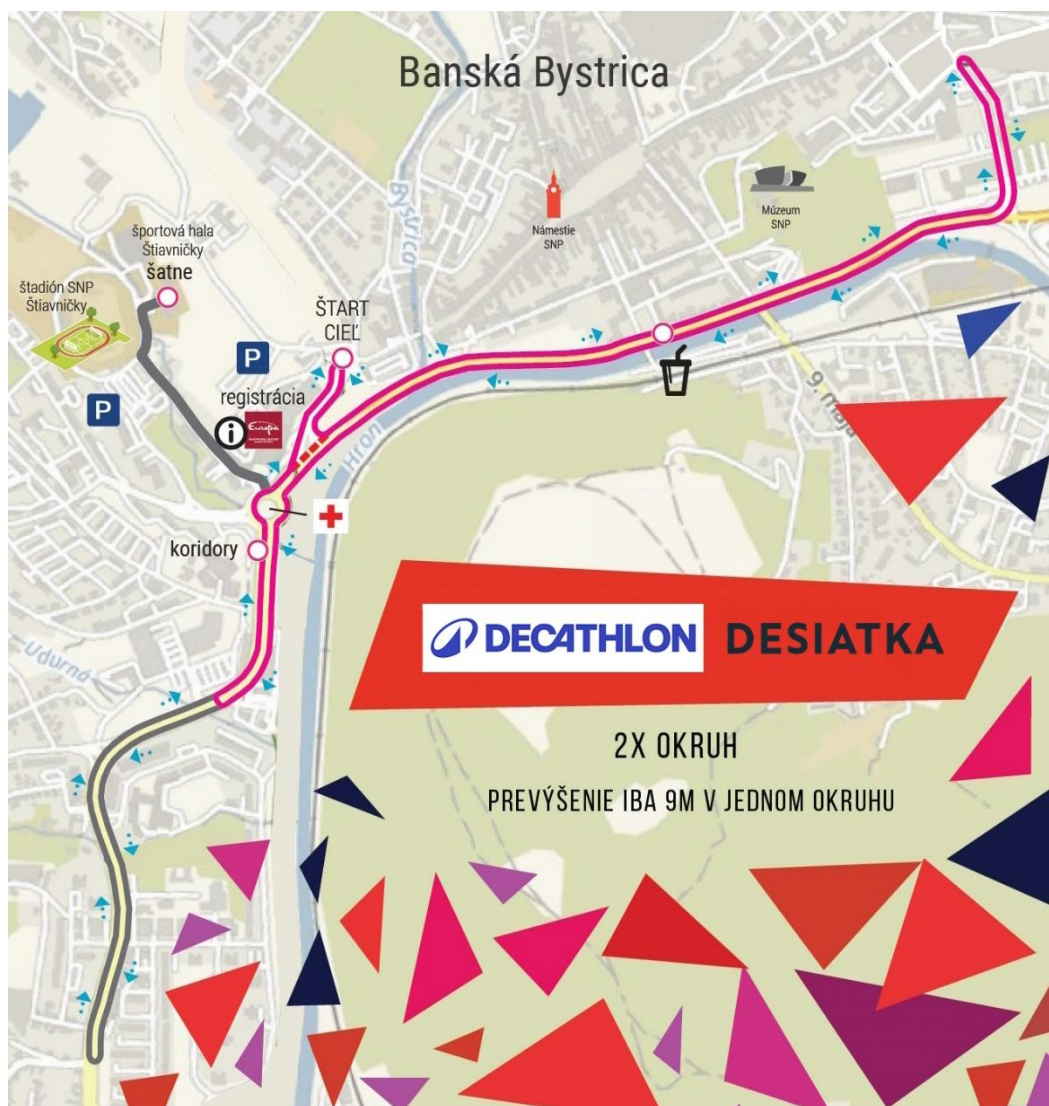 Banská Bystrica
Bystrica
Námestie
SNP
Múzeum
SNP
športová hala
Štiavničky
šatne
štadión SNP
Štiavničky
ŠTART
CIEĽ
P
registrácia
i
Europa
P
Hron
9. mája
koridory
DECATHLON DESIATKA
Udurná
2X OKRUH
PREVÝŠENIE IBA 9M V JEDNOM OKRUHU